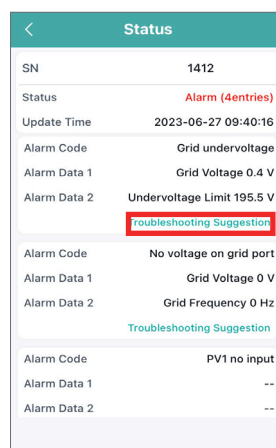 Status
SN 1412
Status Alarm (4entries)
Update Time 2023-06-27 09:40:16
Alarm Code Grid undervoltage
Alarm Data 1 Grid Voltage 0.4 V
Alarm Data 2 Undervoltage Limit 195.5 V
Troubleshooting Suggestion
Alarm Code No voltage on grid port
Alarm Data 1 Grid Voltage 0 V
Alarm Data 2 Grid Frequency 0 Hz
Troubleshooting Suggestion
Alarm Code PV1 no input
Alarm Data 1 --
Alarm Data 2 --